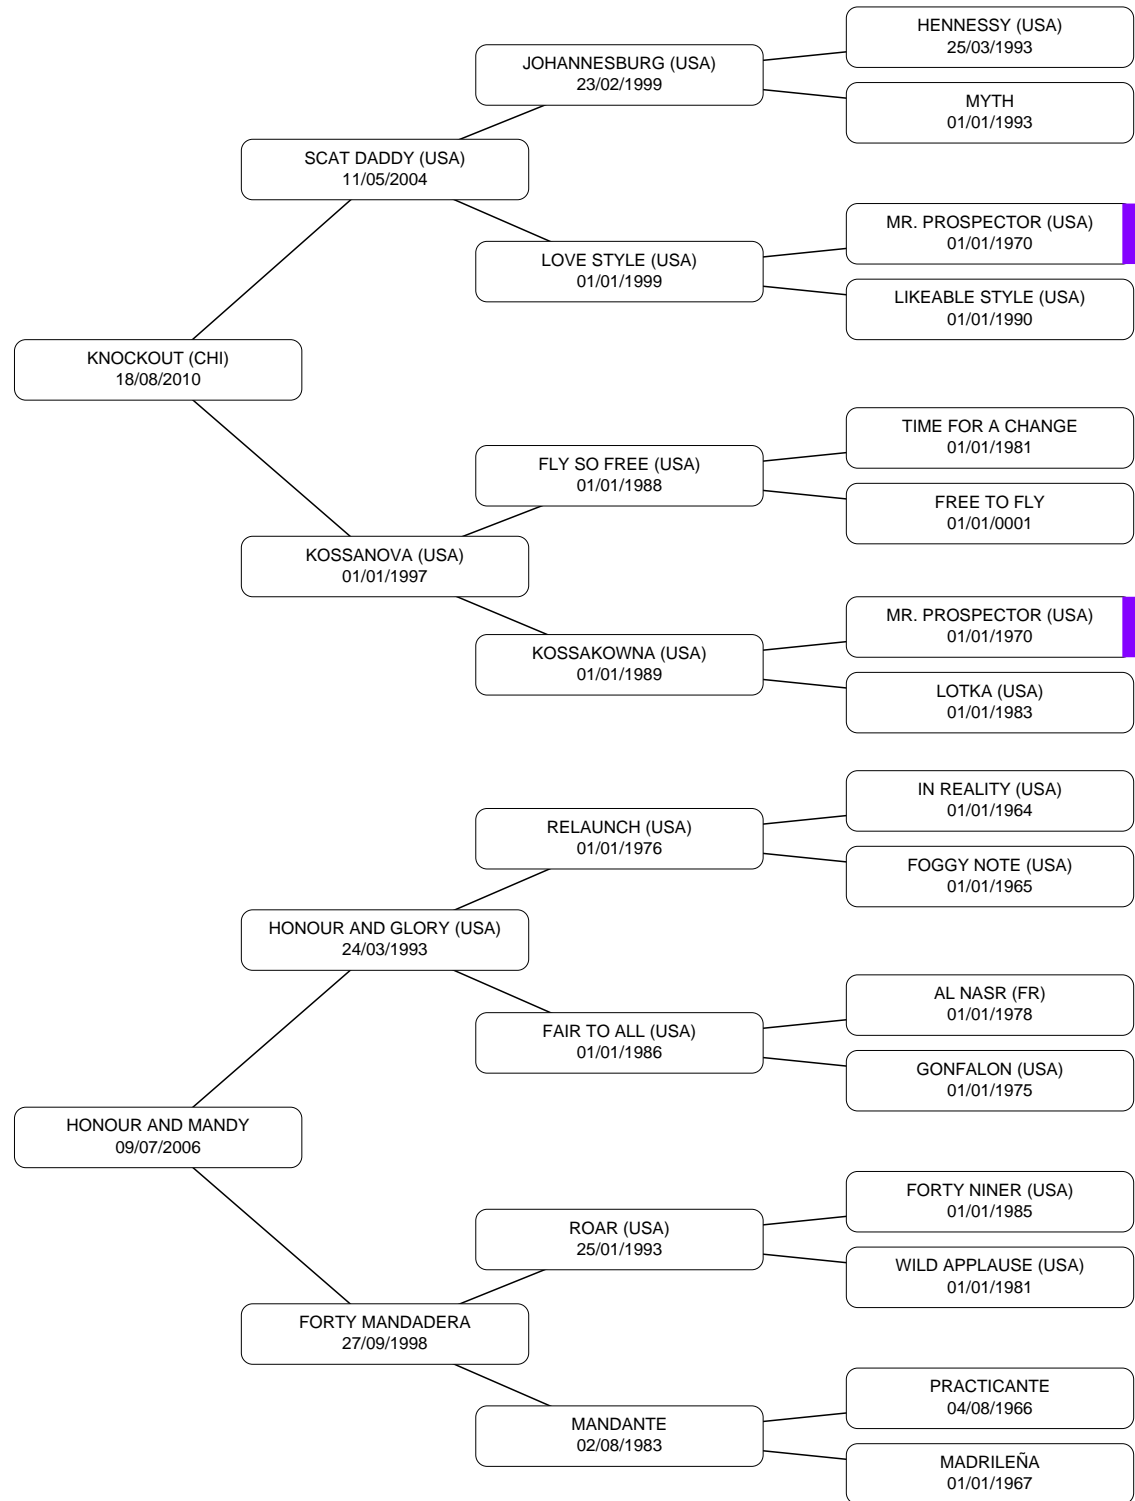 HENNESSY (USA)
25/03/1993
JOHANNESBURG (USA)
23/02/1999
MYTH
01/01/1993
SCAT DADDY (USA)
11/05/2004
MR. PROSPECTOR (USA)
01/01/1970
LOVE STYLE (USA)
01/01/1999
LIKEABLE STYLE (USA)
01/01/1990
KNOCKOUT (CHI)
18/08/2010
TIME FOR A CHANGE
01/01/1981
FLY SO FREE (USA)
01/01/1988
FREE TO FLY
01/01/0001
KOSSANOVA (USA)
01/01/1997
MR. PROSPECTOR (USA)
01/01/1970
KOSSAKOWNA (USA)
01/01/1989
LOTKA (USA)
01/01/1983
IN REALITY (USA)
01/01/1964
RELAUNCH (USA)
01/01/1976
FOGGY NOTE (USA)
01/01/1965
HONOUR AND GLORY (USA)
24/03/1993
AL NASR (FR)
01/01/1978
FAIR TO ALL (USA)
01/01/1986
GONFALON (USA)
01/01/1975
HONOUR AND MANDY
09/07/2006
FORTY NINER (USA)
01/01/1985
ROAR (USA)
25/01/1993
WILD APPLAUSE (USA)
01/01/1981
FORTY MANDADERA
27/09/1998
PRACTICANTE
04/08/1966
MANDANTE
02/08/1983
MADRILEÑA
01/01/1967